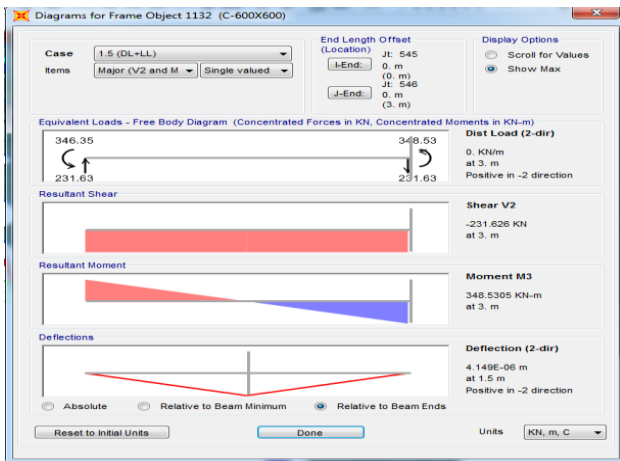 Diagrams for Frame Object 1132 (C-600X600)
Case 1.5 (DL+LL)
Items Major (V2 and M Single valued
End Length Offset
(Location)
Jt: 545
I-End: 0. m
(0. m)
Jt: 546
J-End: 0. m
(3. m)
Display Options
Scroll for Values
Show Max
Equivalent Loads - Free Body Diagram (Concentrated Forces in KN, Concentrated Moments in KN-m)
346.35 348.53
231.63 231.63
Dist Load (2-dir)
0. KN/m
at 3. m
Positive in -2 direction
Resultant Shear
Shear V2
-231.626 KN
at 3. m
Resultant Moment
Moment M3
348.5305 KN-m
at 3. m
Deflections
Deflection (2-dir)
4.149E-06 m
at 1.5 m
Positive in -2 direction
Absolute Relative to Beam Minimum Relative to Beam Ends
Reset to Initial Units Done Units KN, m, C